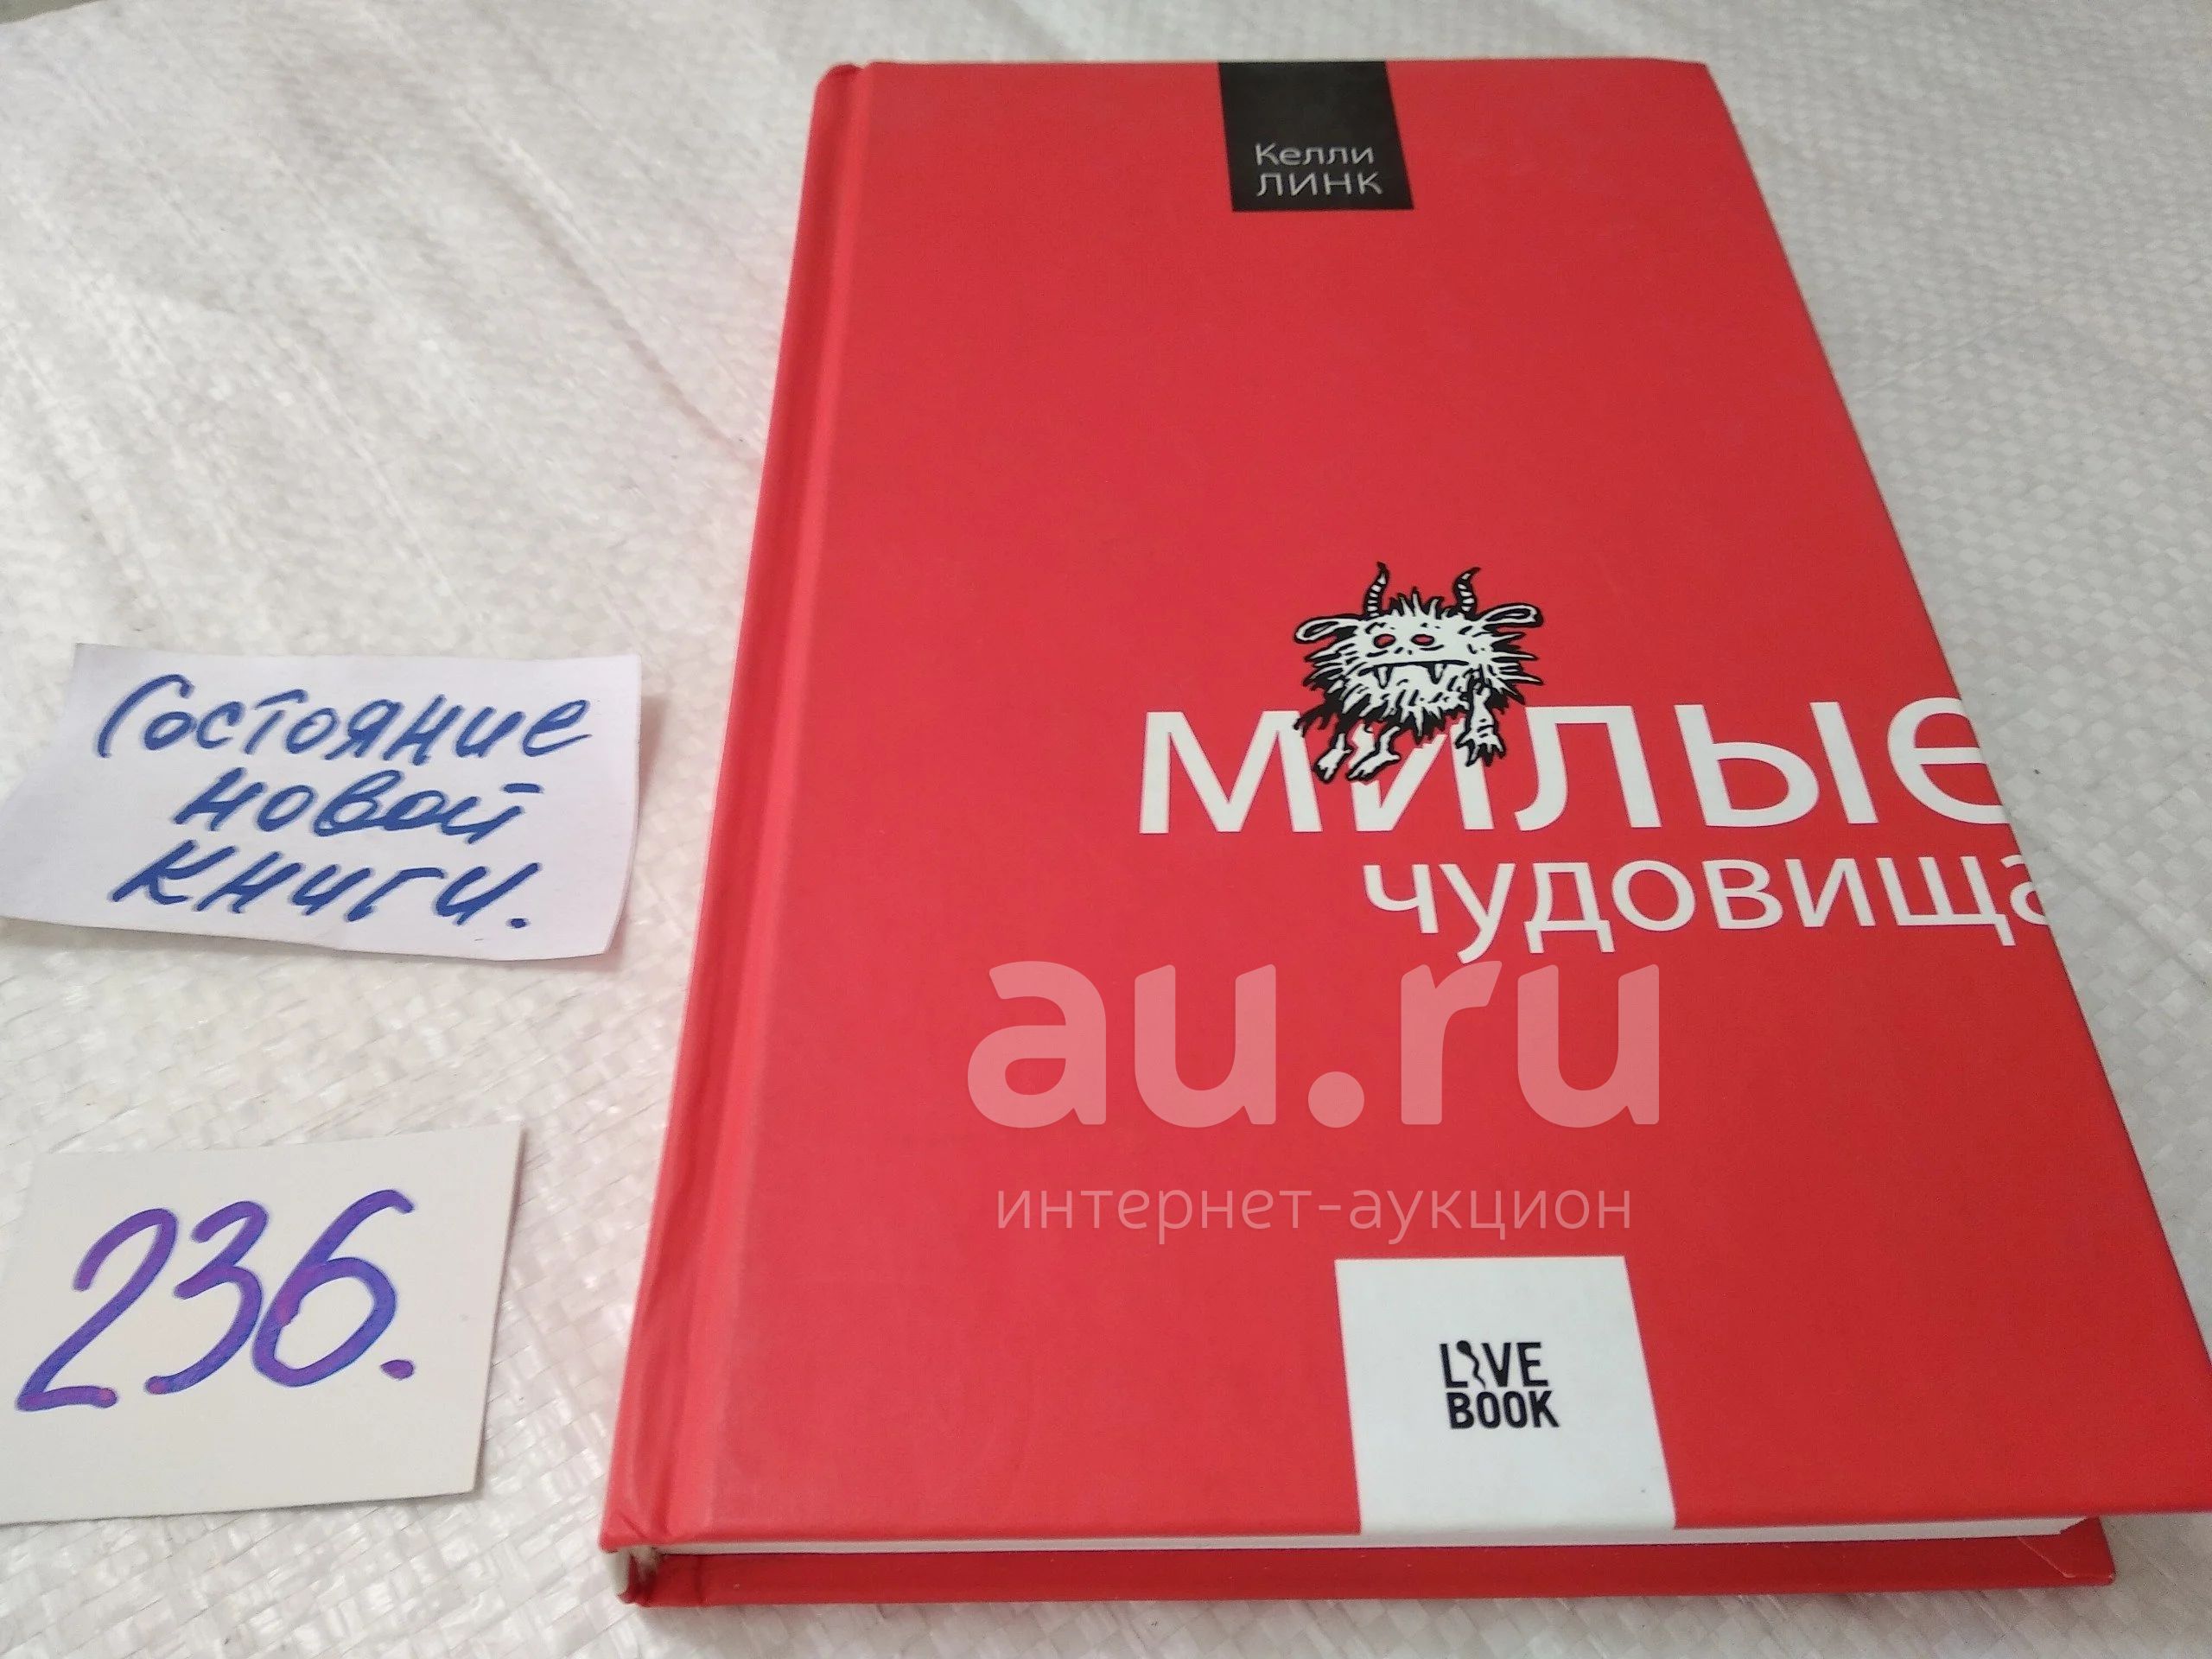 Келли
ЛИНК
милые
чудовища
Состояние
новой
книги.
au.ru
интернет-аукцион
236.
LIVE
BOOK